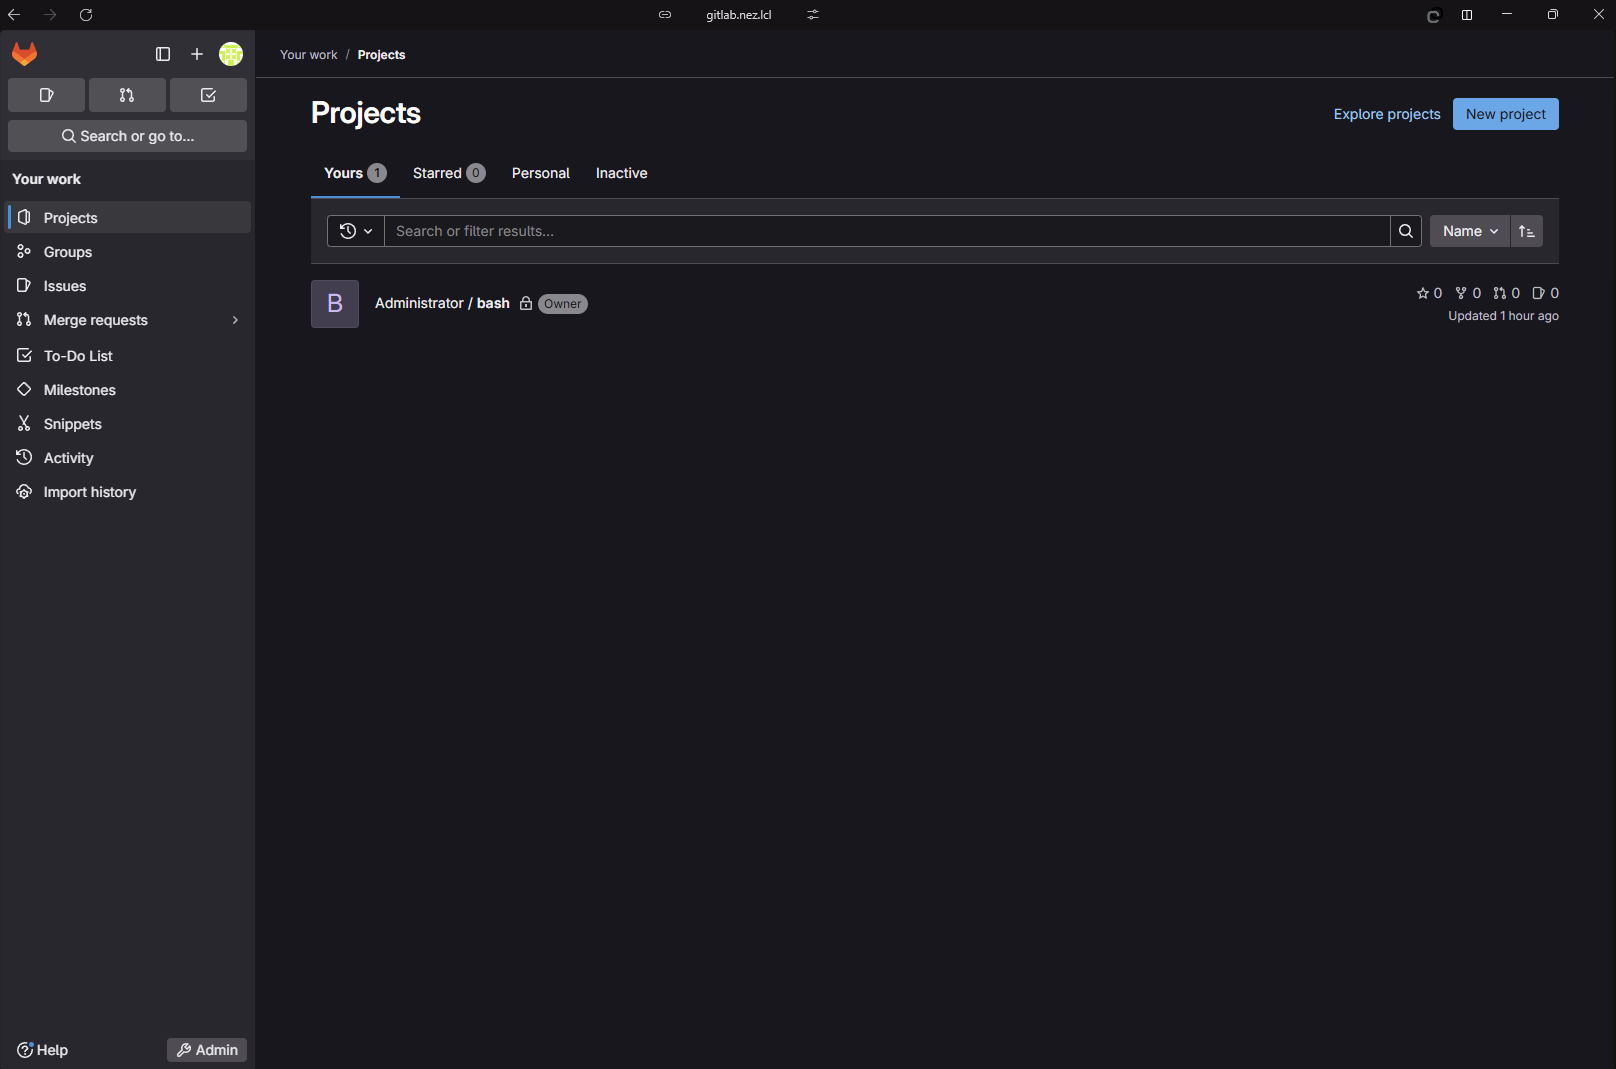 gitlab.nez.lcl
Your work / Projects
Search or go to...
Your work
Projects
Groups
Issues
Merge requests
To-Do List
Milestones
Snippets
Activity
Import history
Help
Admin
Projects
Explore projects
New project
Yours 1
Starred 0
Personal
Inactive
Search or filter results...
Name
B
Administrator / bash Owner
0 0 0 0
Updated 1 hour ago